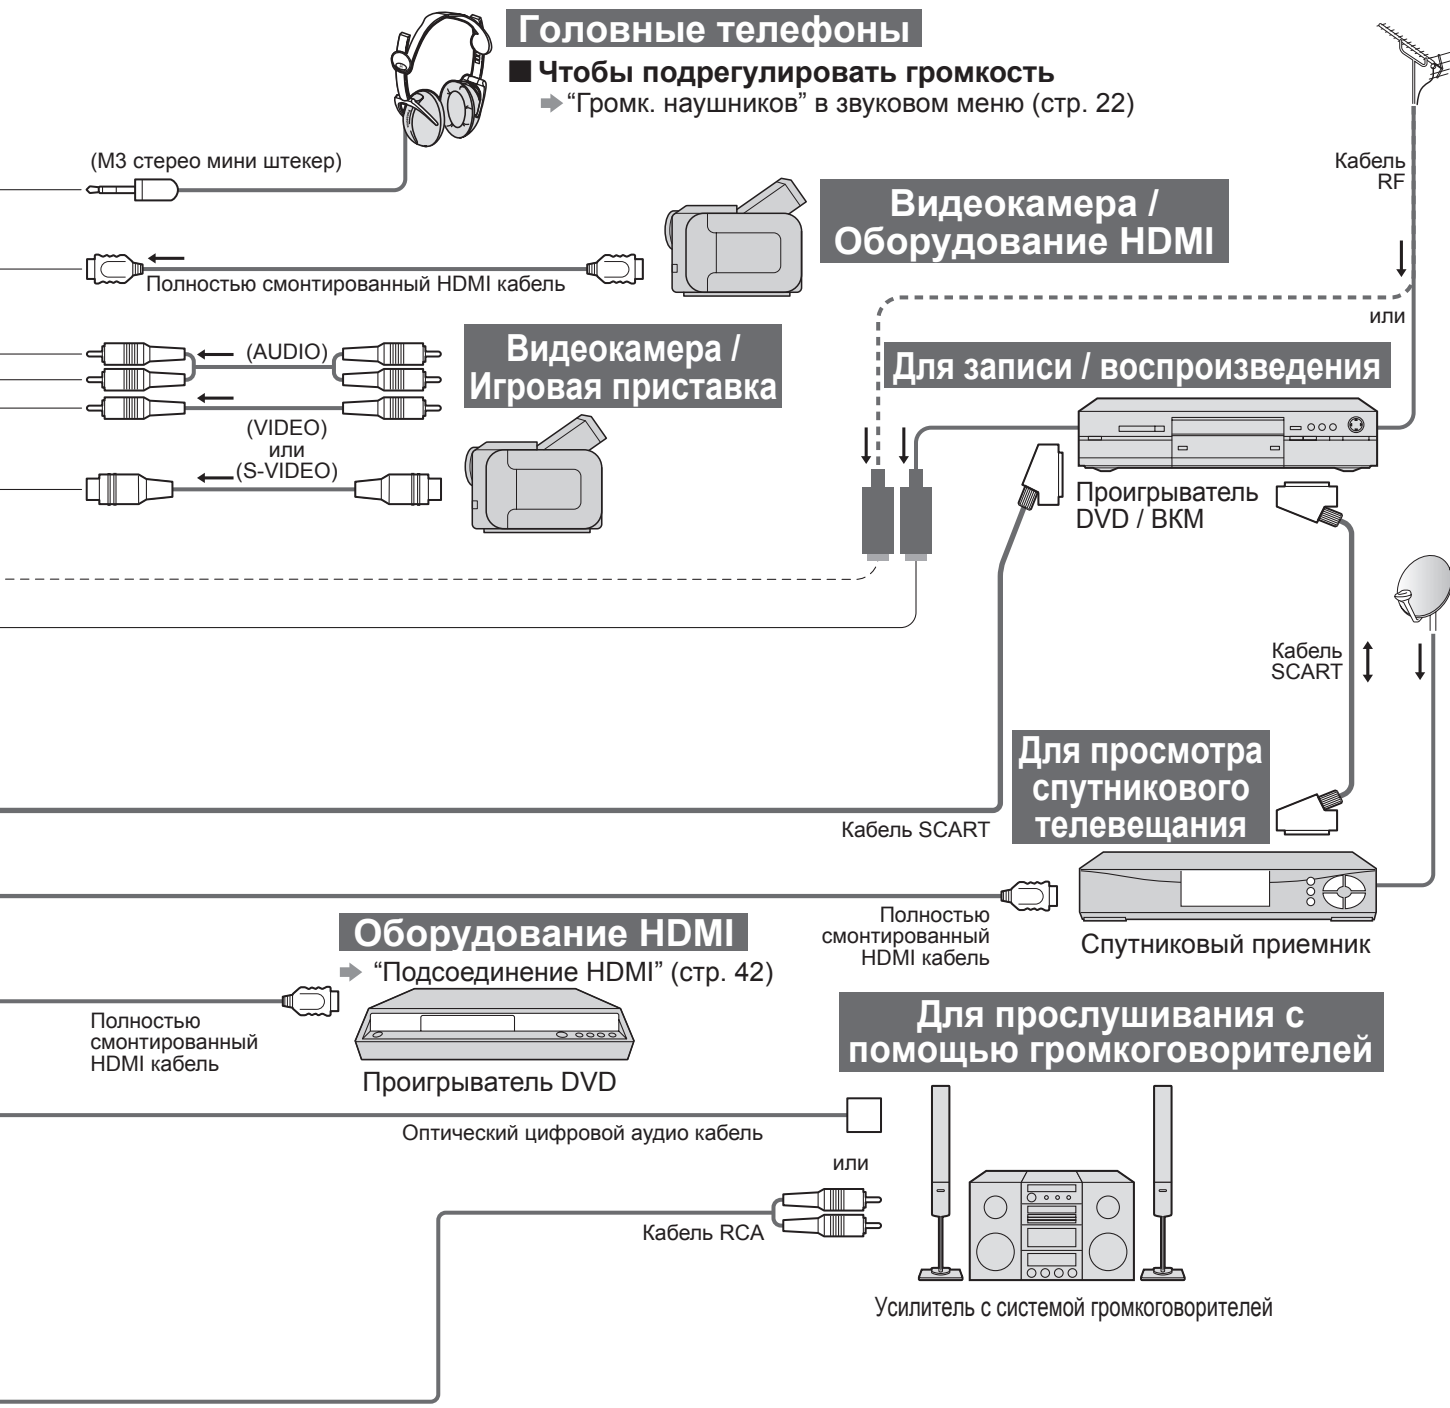 Головные телефоны
■ Чтобы подрегулировать громкость
“Громк. наушников” в звуковом меню (стр. 22)
(M3 стерео мини штекер)
Кабель
RF
Видеокамера /
Оборудование HDMI
Полностью смонтированный HDMI кабель
или
(AUDIO)
Видеокамера /
Игровая приставка
Для записи / воспроизведения
(VIDEO)
или
(S-VIDEO)
Проигрыватель
DVD / ВКМ
Кабель
SCART
Для просмотра
спутникового
телевещания
Кабель SCART
Полностью
смонтированный
HDMI кабель
Спутниковый приемник
Оборудование HDMI
“Подсоединение HDMI” (стр. 42)
Полностью
смонтированный
HDMI кабель
Проигрыватель DVD
Для прослушивания с
помощью громкоговорителей
Оптический цифровой аудио кабель
или
Кабель RCA
Усилитель с системой громкоговорителей